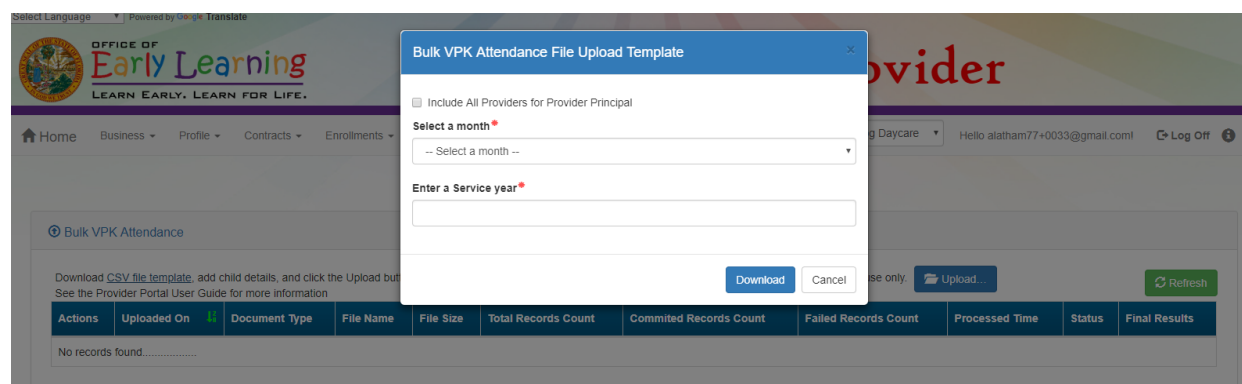 Select Language Powered by Google Translate
OFFICE OF
Early Learning
LEARN EARLY. LEARN FOR LIFE.
Bulk VPK Attendance File Upload Template ×
Include All Providers for Provider Principal
Select a month*
-- Select a month --
Enter a Service year*
Download Cancel
Home Business Profile Contracts Enrollments Daycare Hello alatham77+0033@gmail.com! Log Off
Bulk VPK Attendance
Download CSV file template, add child details, and click the Upload use only. Upload... Refresh
See the Provider Portal User Guide for more information
Actions Uploaded On Document Type File Name File Size Total Records Count Commited Records Count Failed Records Count Processed Time Status Final Results
No records found..................